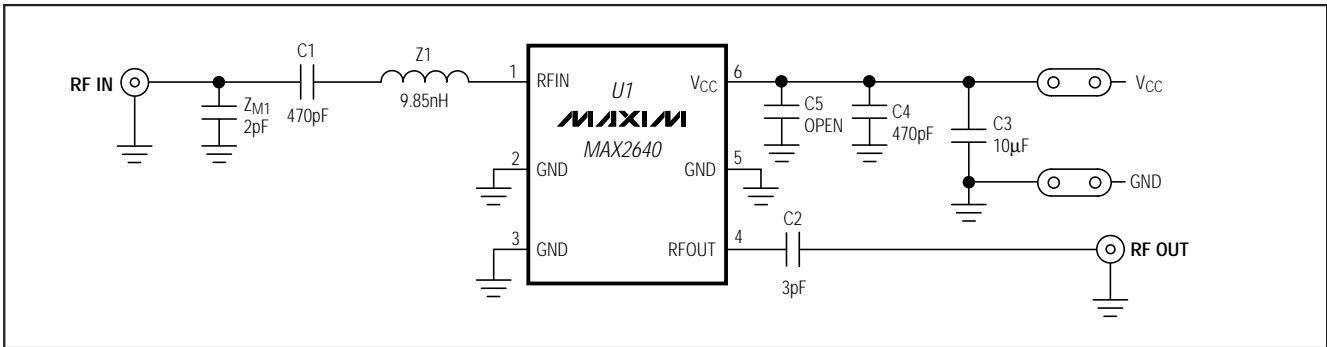 C1
Z1
RF IN
1
RFIN
U1
VCC
6
VCC
ZM1
2pF
470pF
9.85nH
MAXIM
MAX2640
C5
OPEN
C4
470pF
C3
10µF
2
GND
GND
5
GND
C2
3
GND
RFOUT
4
RF OUT
3pF